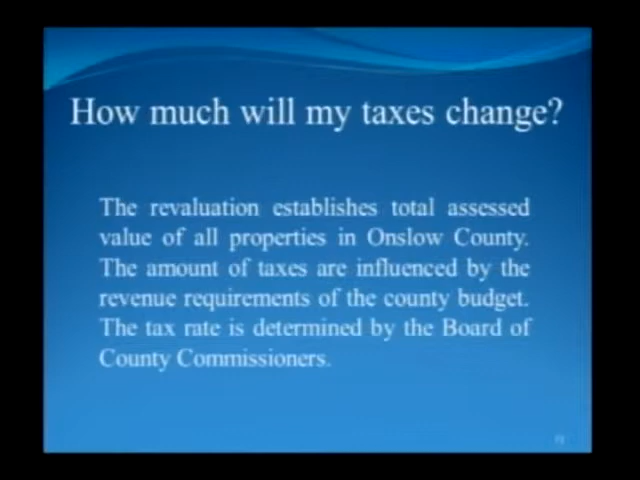 How much will my taxes change?
The revaluation establishes total assessed
value of all properties in Onslow County.
The amount of taxes are influenced by the
revenue requirements of the county budget.
The tax rate is determined by the Board of
County Commissioners.